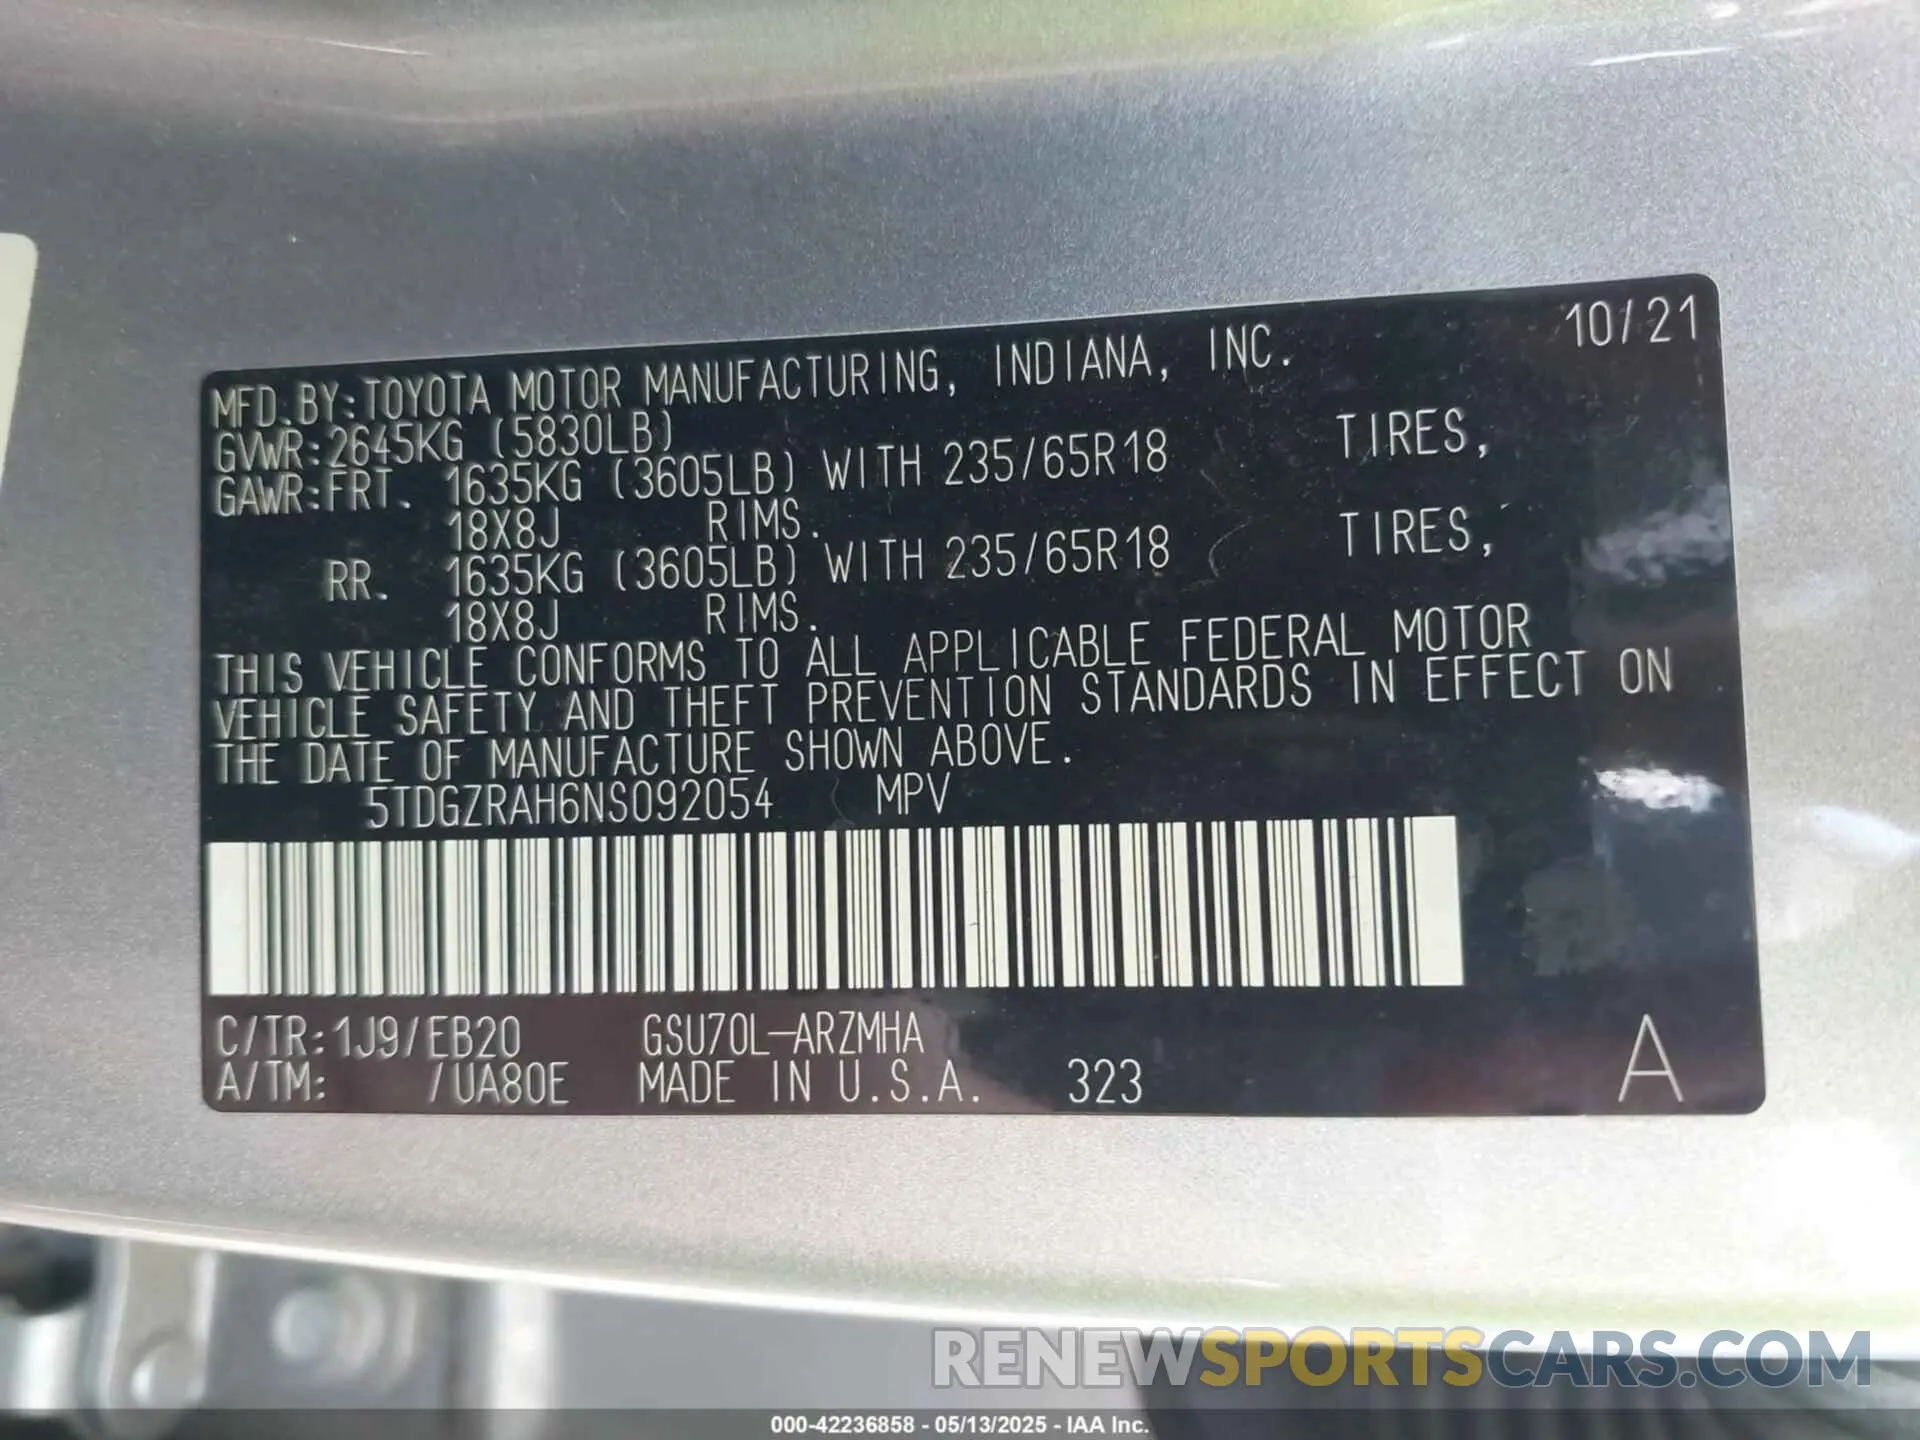 10/21
MFD. BY: TOYOTA MOTOR MANUFACTURING, INDIANA, INC.
GVWR: 2645KG (5830LB)
GAWR: FRT. 1635KG (3605LB) WITH 235/65R18 TIRES,
18X8J RIMS.
RR. 1635KG (3605LB) WITH 235/65R18 TIRES,
18X8J RIMS.
THIS VEHICLE CONFORMS TO ALL APPLICABLE FEDERAL MOTOR
VEHICLE SAFETY AND THEFT PREVENTION STANDARDS IN EFFECT ON
THE DATE OF MANUFACTURE SHOWN ABOVE.
5TDGZRAH6NS092054 MPV
C/TR: 1J9/EB20 GSU70L-ARZMHA
A/TM: /UA80E MADE IN U.S.A. 323 A
RENEWSPORTSCARS.COM
000-42236858 - 05/13/2025 - IAA Inc.